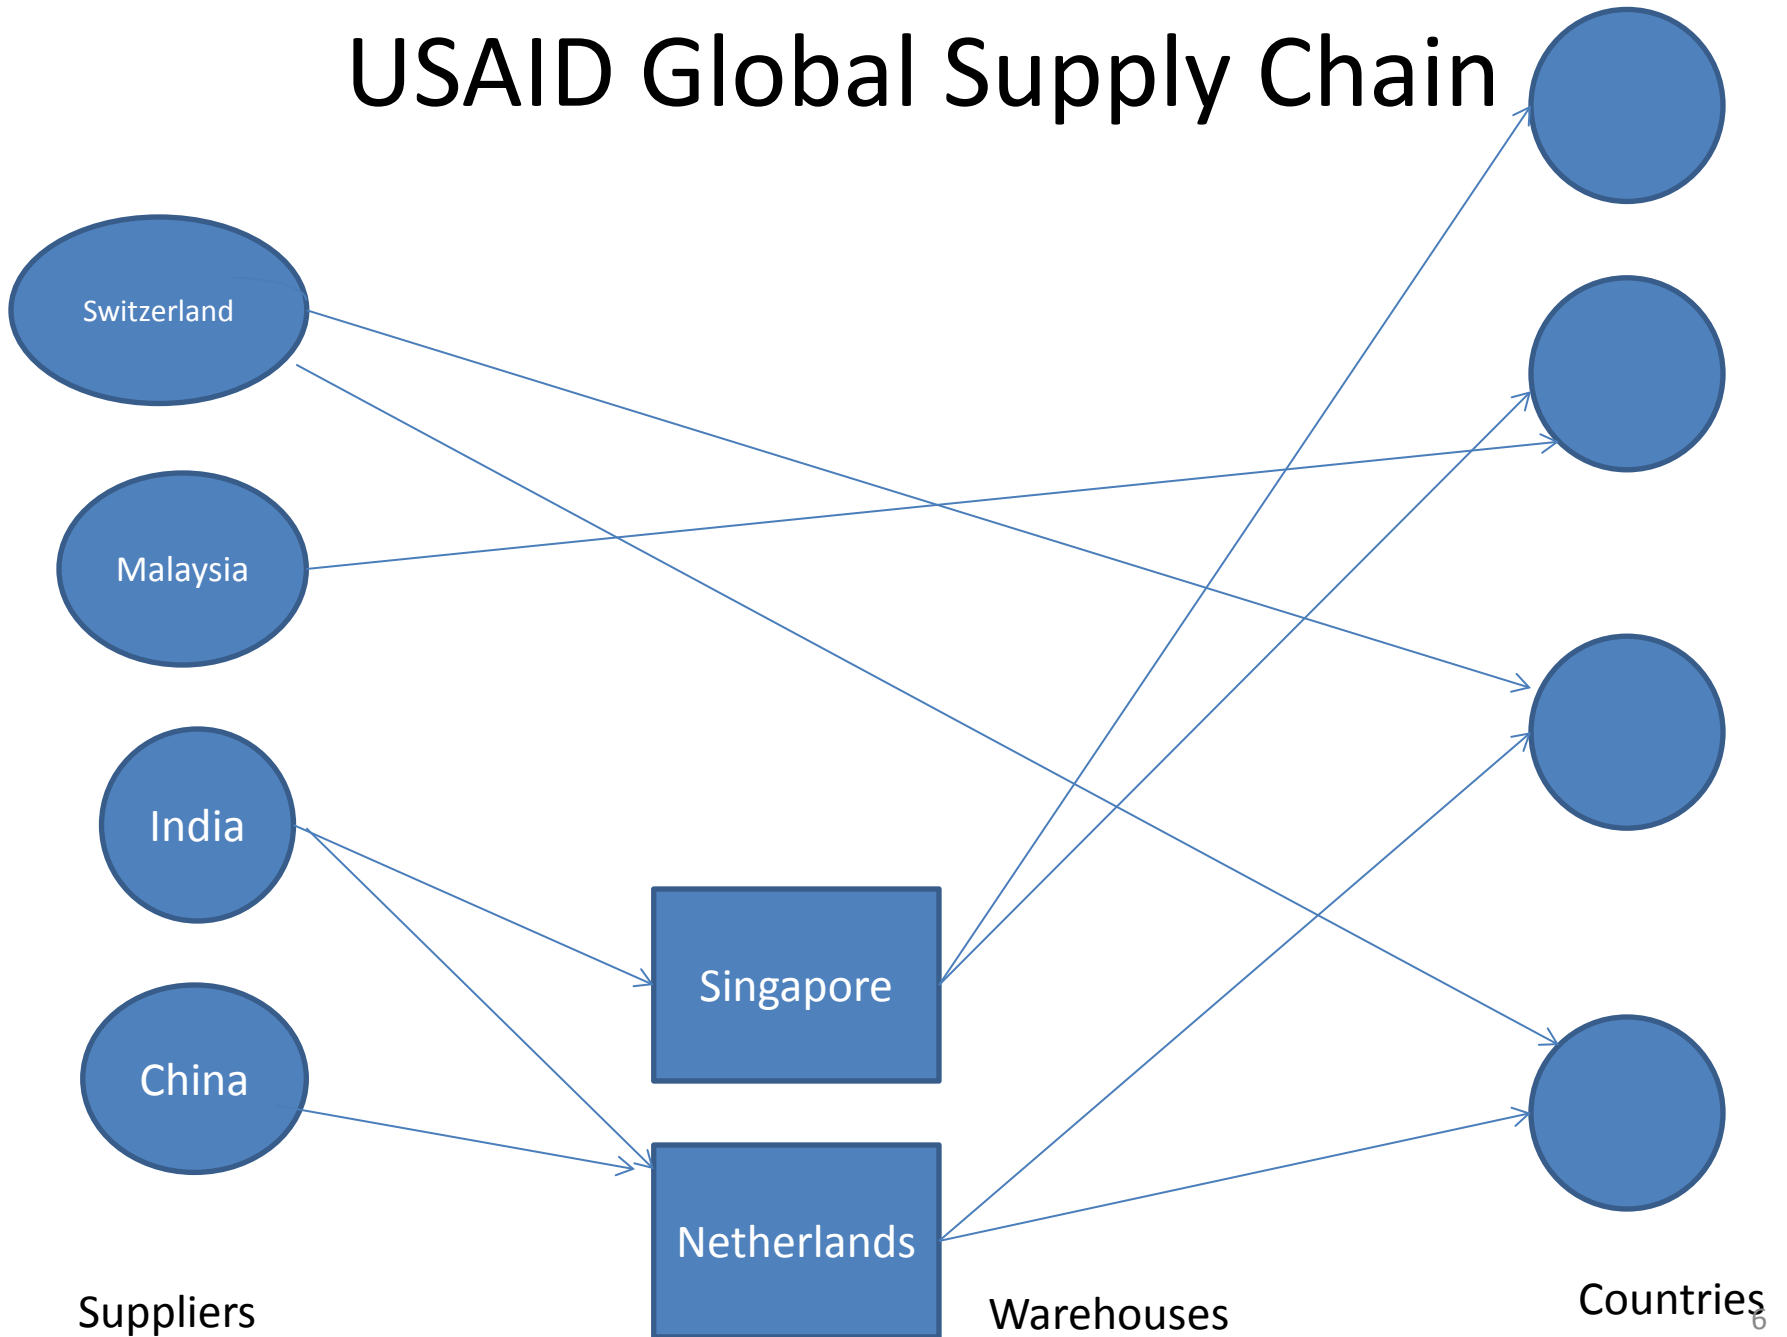 USAID Global Supply Chain
Switzerland
Malaysia
India
China
Singapore
Netherlands
Suppliers
Warehouses
Countries
6